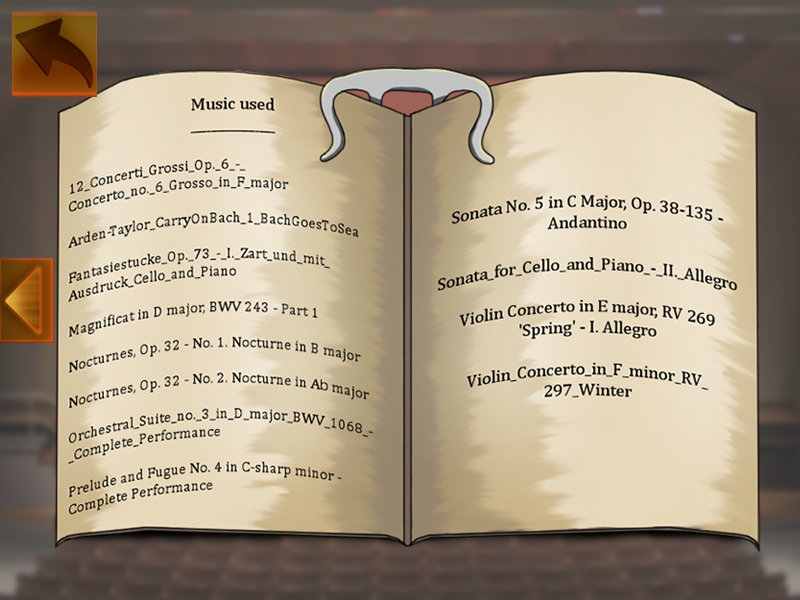 Music used
12_Concerti_Grossi_Op._6_-_
Concerto_no._6_Grosso_in_F_major
Arden-Taylor_CarryOnBach_1_BachGoesToSea
Fantasiestucke_Op._73_-_I._Zart_und_mit_
Ausdruck_Cello_and_Piano
Magnificat in D major, BWV 243 - Part 1
Nocturnes, Op. 32 - No. 1. Nocturne in B major
Nocturnes, Op. 32 - No. 2. Nocturne in Ab major
Orchestral_Suite_no._3_in_D_major_BWV_1068_-
_Complete_Performance
Prelude and Fugue No. 4 in C-sharp minor -
Complete Performance
Sonata No. 5 in C Major, Op. 38-135 -
Andantino
Sonata_for_Cello_and_Piano_-_II._Allegro
Violin Concerto in E major, RV 269
'Spring' - I. Allegro
Violin_Concerto_in_F_minor_RV_
297_Winter